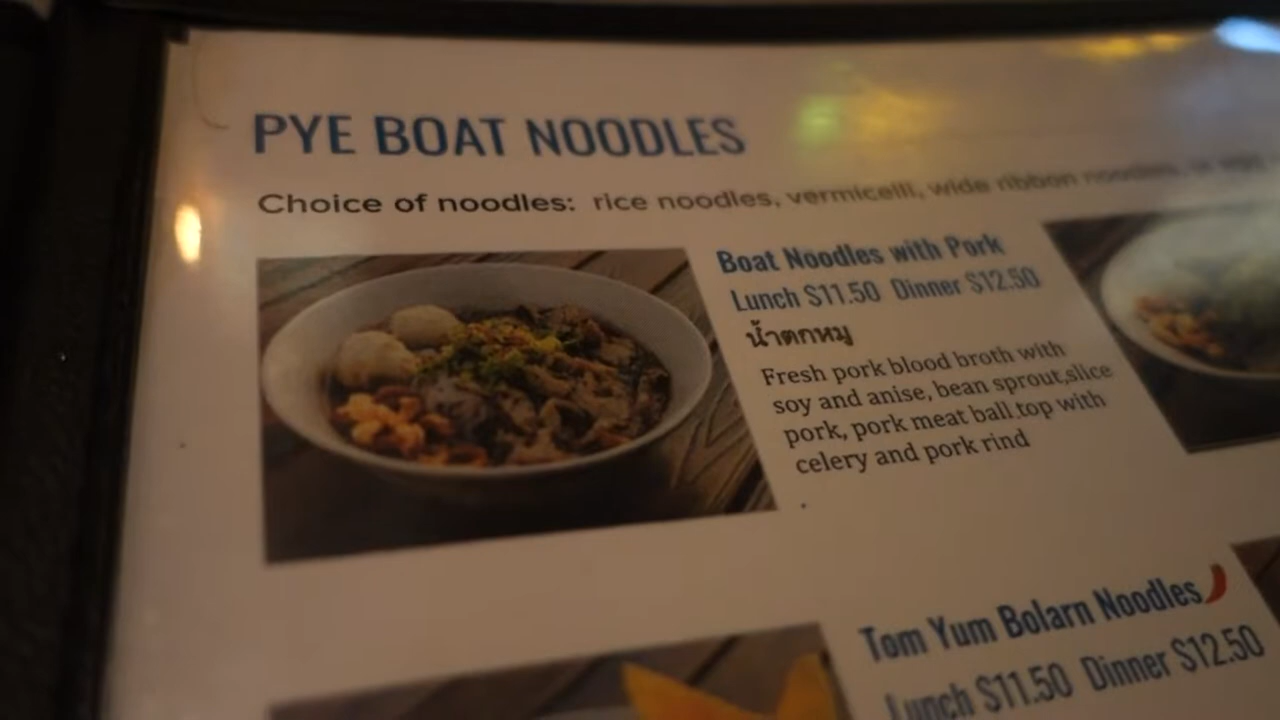 PYE BOAT NOODLES
Choice of noodles: rice noodles, vermicelli, wide ribbon noodles, or egg
Boat Noodles with Pork
Lunch $11.50 Dinner $12.50
น้ำตกหมู
Fresh pork blood broth with
soy and anise, bean sprout,slice
pork, pork meat ball.top with
celery and pork rind
.
Tom Yum Bolarn Noodles
Lunch $11.50 Dinner $12.50